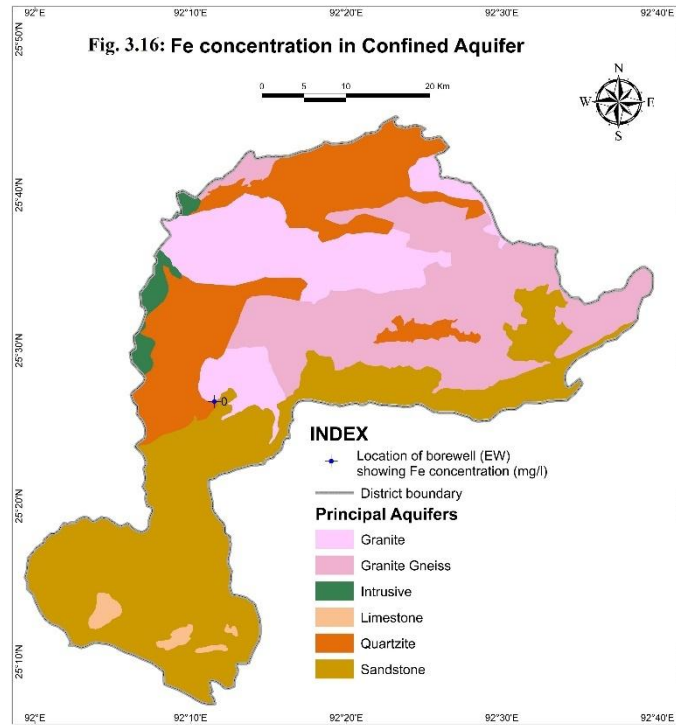 92°E 92°10'E 92°20'E 92°30'E 92°40'E
25°50'N
Fig. 3.16: Fe concentration in Confined Aquifer
0 5 10 20 Km
N
W E
S
25°40'N
25°30'N
0
INDEX
Location of borewell (EW)
showing Fe concentration (mg/l)
District boundary
Principal Aquifers
Granite
Granite Gneiss
Intrusive
Limestone
Quartzite
Sandstone
25°20'N
25°10'N
92°E 92°10'E 92°20'E 92°30'E 92°40'E